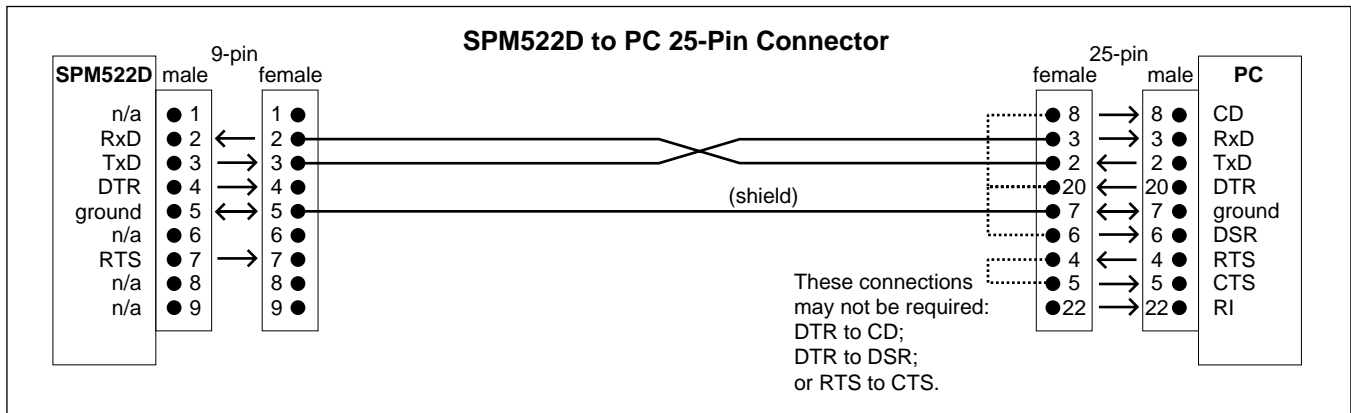 SPM522D to PC 25-Pin Connector
9-pin 25-pin
SPM522D male female female male PC
n/a 1 1 8 8 CD
RxD 2 2 3 3 RxD
TxD 3 3 2 2 TxD
DTR 4 4 20 20 DTR
(shield)
ground 5 5 7 7 ground
n/a 6 6 6 6 DSR
RTS 7 7 4 4 RTS
n/a 8 8 5 5 CTS
n/a 9 9 22 22 RI
These connections
may not be required:
DTR to CD;
DTR to DSR;
or RTS to CTS.